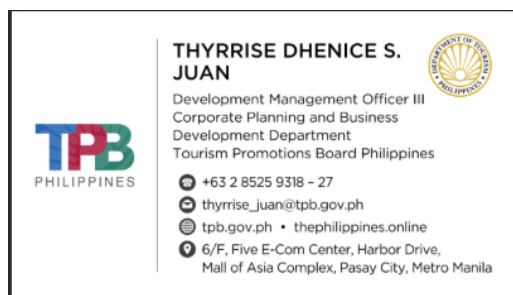 THYRRISE DHENICE S.
JUAN
Development Management Officer III
Corporate Planning and Business
Development Department
Tourism Promotions Board Philippines
+63 2 8525 9318 – 27
thyrrise_juan@tpb.gov.ph
tpb.gov.ph • thephilippines.online
6/F, Five E-Com Center, Harbor Drive,
Mall of Asia Complex, Pasay City, Metro Manila
TPB
PHILIPPINES
DEPARTMENT OF TOURISM
PHILIPPINES